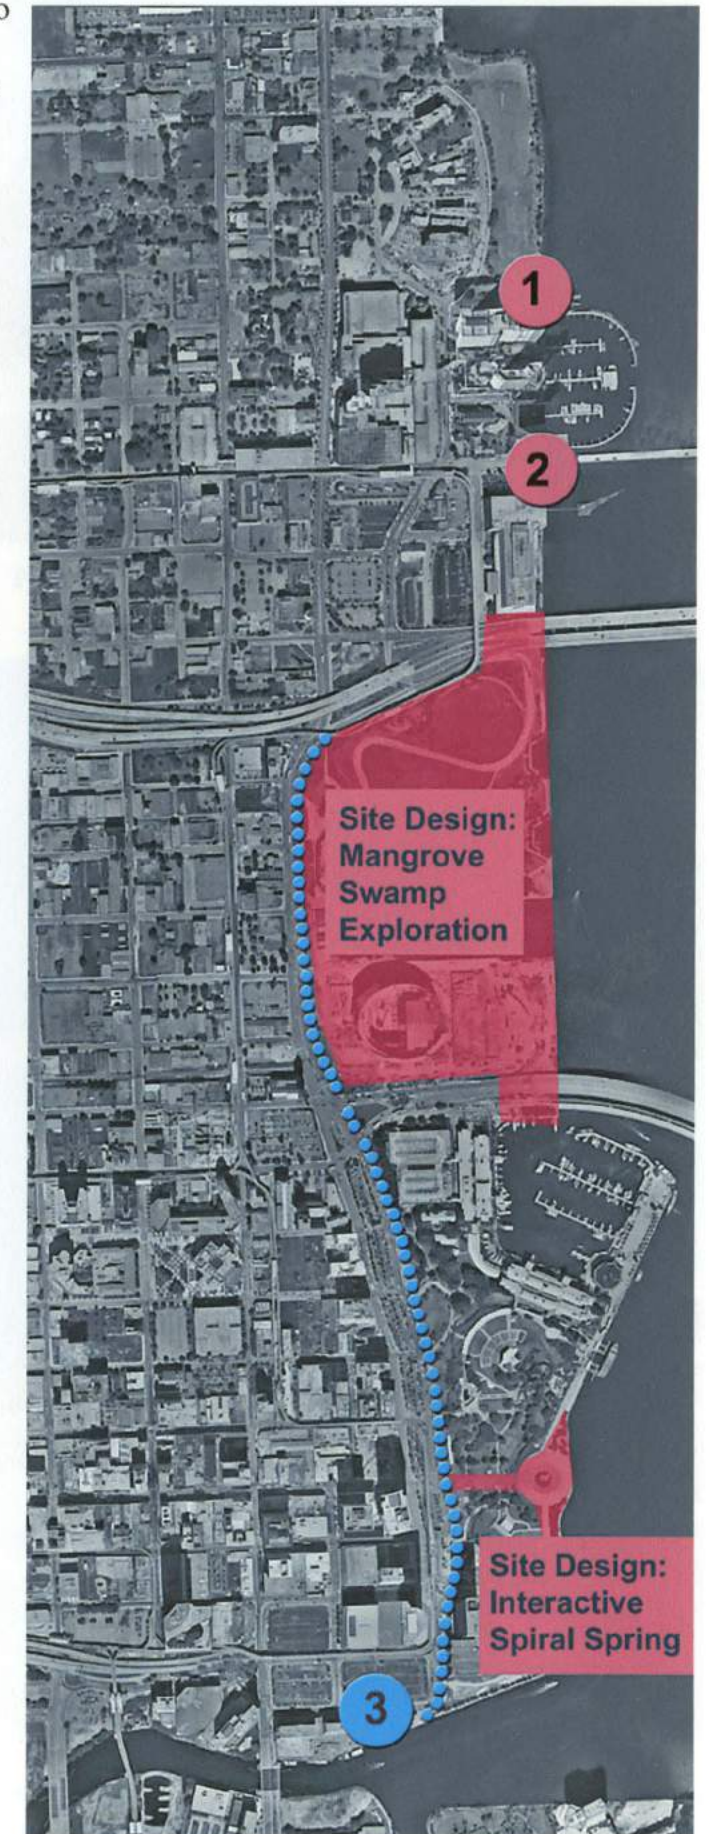 1
2
Site Design:
Mangrove
Swamp
Exploration
Site Design:
Interactive
Spiral Spring
3